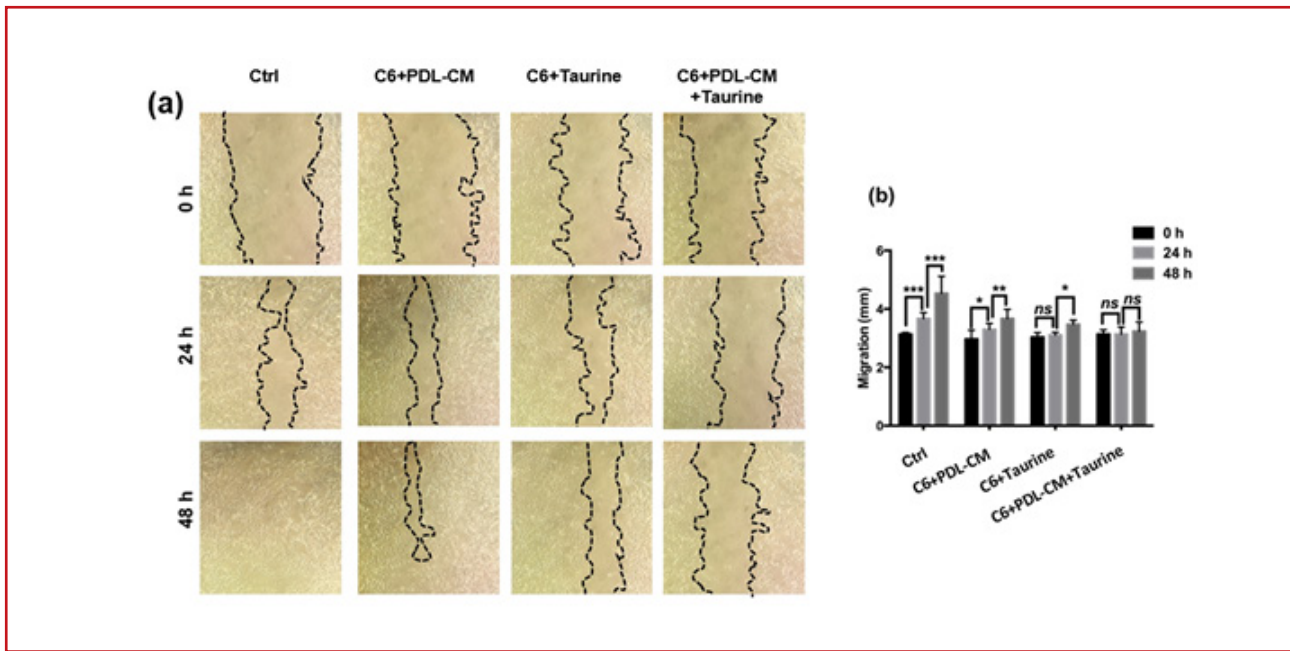 Ctrl
C6+PDL-CM
C6+Taurine
C6+PDL-CM
+Taurine
(a)
0 h
24 h
48 h
(b)
0 h
24 h
48 h
Migration (mm)
6
4
2
0
*** *** * ** ns * ns ns
Ctrl
C6+PDL-CM
C6+Taurine
C6+PDL-CM+Taurine